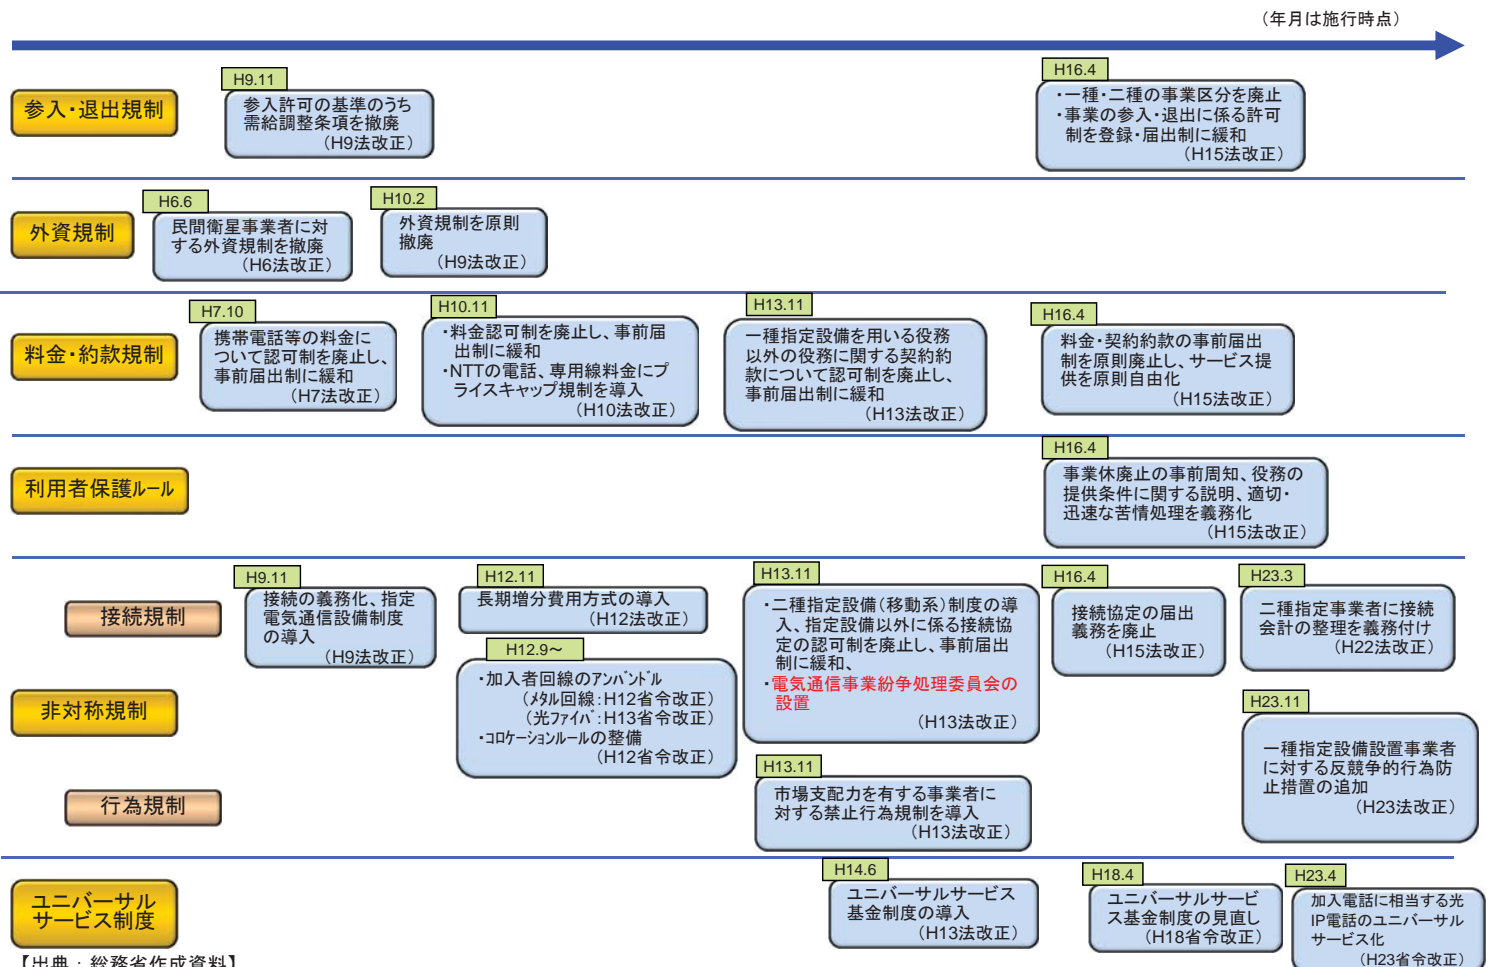 （年月は施行時点）
参入・退出規制
H9.11
参入許可の基準のうち
需給調整条項を撤廃
（H9法改正）
H16.4
・一種・二種の事業区分を廃止
・事業の参入・退出に係る許可
制を登録・届出制に緩和
（H15法改正）
外資規制
H6.6
民間衛星事業者に対
する外資規制を撤廃
（H6法改正）
H10.2
外資規制を原則
撤廃
（H9法改正）
料金・約款規制
H7.10
携帯電話等の料金に
ついて認可制を廃止し、
事前届出制に緩和
（H7法改正）
H10.11
・料金認可制を廃止し、事前届
出制に緩和
・NTTの電話、専用線料金にプ
ライスキャップ規制を導入
（H10法改正）
H13.11
一種指定設備を用いる役務
以外の役務に関する契約約
款について認可制を廃止し、
事前届出制に緩和
（H13法改正）
H16.4
料金・契約約款の事前届出
制を原則廃止し、サービス提
供を原則自由化
（H15法改正）
利用者保護ルール
H16.4
事業休廃止の事前周知、役務の
提供条件に関する説明、適切・
迅速な苦情処理を義務化
（H15法改正）
接続規制
H9.11
接続の義務化、指定
電気通信設備制度
の導入
（H9法改正）
H12.11
長期増分費用方式の導入
（H12法改正）
H12.9～
・加入者回線のアンバンドル
（メタル回線：H12省令改正）
（光ファイバ：H13省令改正）
・コロケーションルールの整備
（H12省令改正）
H13.11
・二種指定設備（移動系）制度の導
入、指定設備以外に係る接続協
定の認可制を廃止し、事前届出
制に緩和、
・電気通信事業紛争処理委員会の
設置
（H13法改正）
H16.4
接続協定の届出
義務を廃止
（H15法改正）
H23.3
二種指定事業者に接続
会計の整理を義務付け
（H22法改正）
非対称規制
H23.11
一種指定設備設置事業者
に対する反競争的行為防
止措置の追加
（H23法改正）
行為規制
H13.11
市場支配力を有する事業者に
対する禁止行為規制を導入
（H13法改正）
ユニバーサル
サービス制度
H14.6
ユニバーサルサービス
基金制度の導入
（H13法改正）
H18.4
ユニバーサルサービ
ス基金制度の見直し
（H18省令改正）
H23.4
加入電話に相当する光
IP電話のユニバーサル
サービス化
（H23省令改正）
【出典：総務省作成資料】